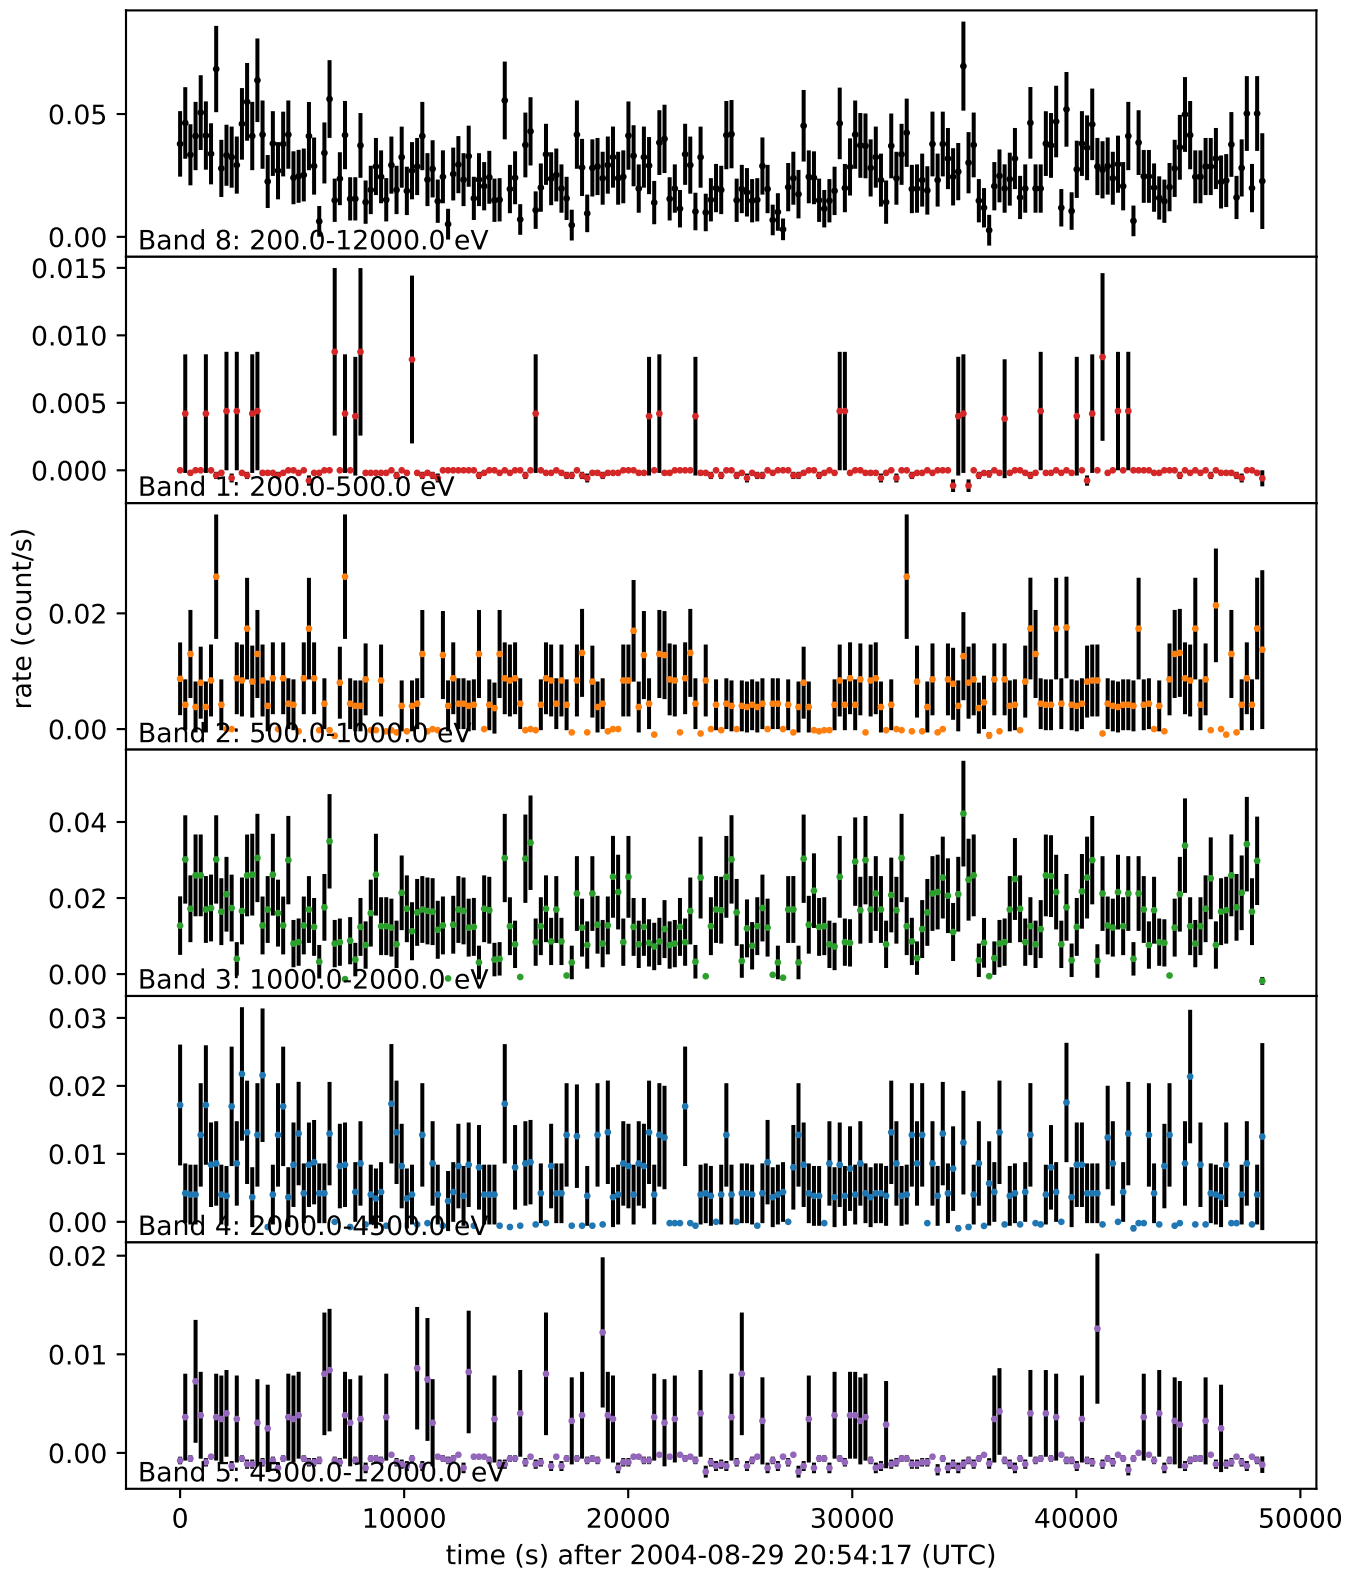 0.05
0.00
Band 8: 200.0-12000.0 eV
0.015
0.010
0.005
0.000
Band 1: 200.0-500.0 eV
rate (count/s)
0.02
0.00
Band 2: 500.0-1000.0 eV
0.04
0.02
0.00
Band 3: 1000.0-2000.0 eV
0.03
0.02
0.01
0.00
Band 4: 2000.0-4500.0 eV
0.02
0.01
0.00
Band 5: 4500.0-12000.0 eV
0 10000 20000 30000 40000 50000
time (s) after 2004-08-29 20:54:17 (UTC)